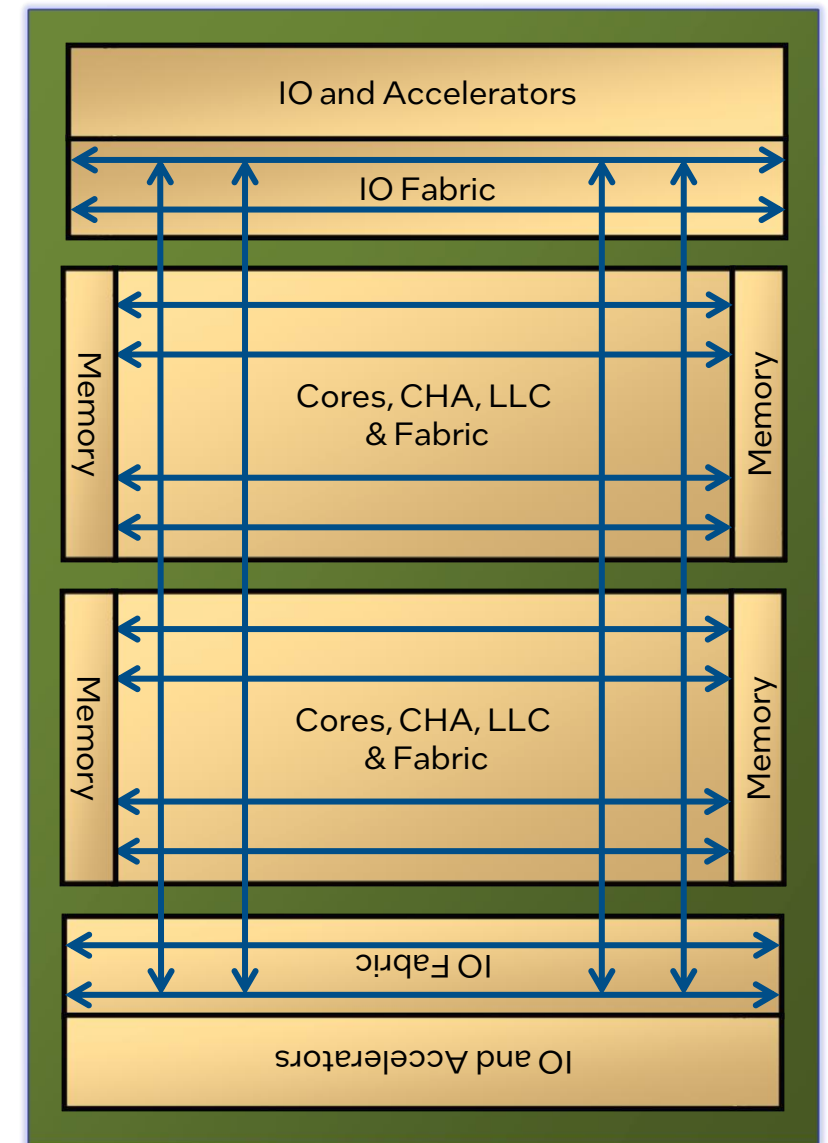 IO and Accelerators
IO Fabric
Memory
Cores, CHA, LLC
& Fabric
Memory
Memory
Cores, CHA, LLC
& Fabric
Memory
IO Fabric
IO and Accelerators